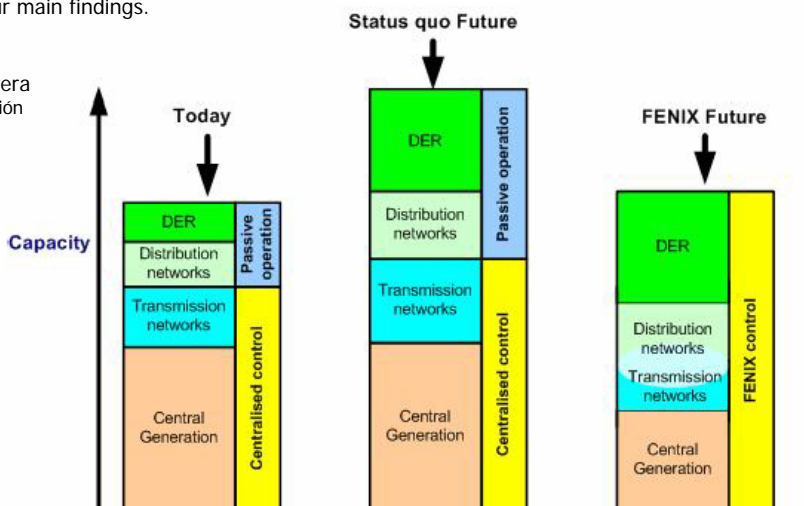 r main findings.
era
ión
Capacity
Today
DER
Distribution
networks
Transmission
networks
Central
Generation
Passive
operation
Centralised control
Status quo Future
DER
Distribution
networks
Transmission
networks
Central
Generation
Passive operation
Centralised control
FENIX Future
DER
Distribution
networks
Transmission
networks
Central
Generation
FENIX control